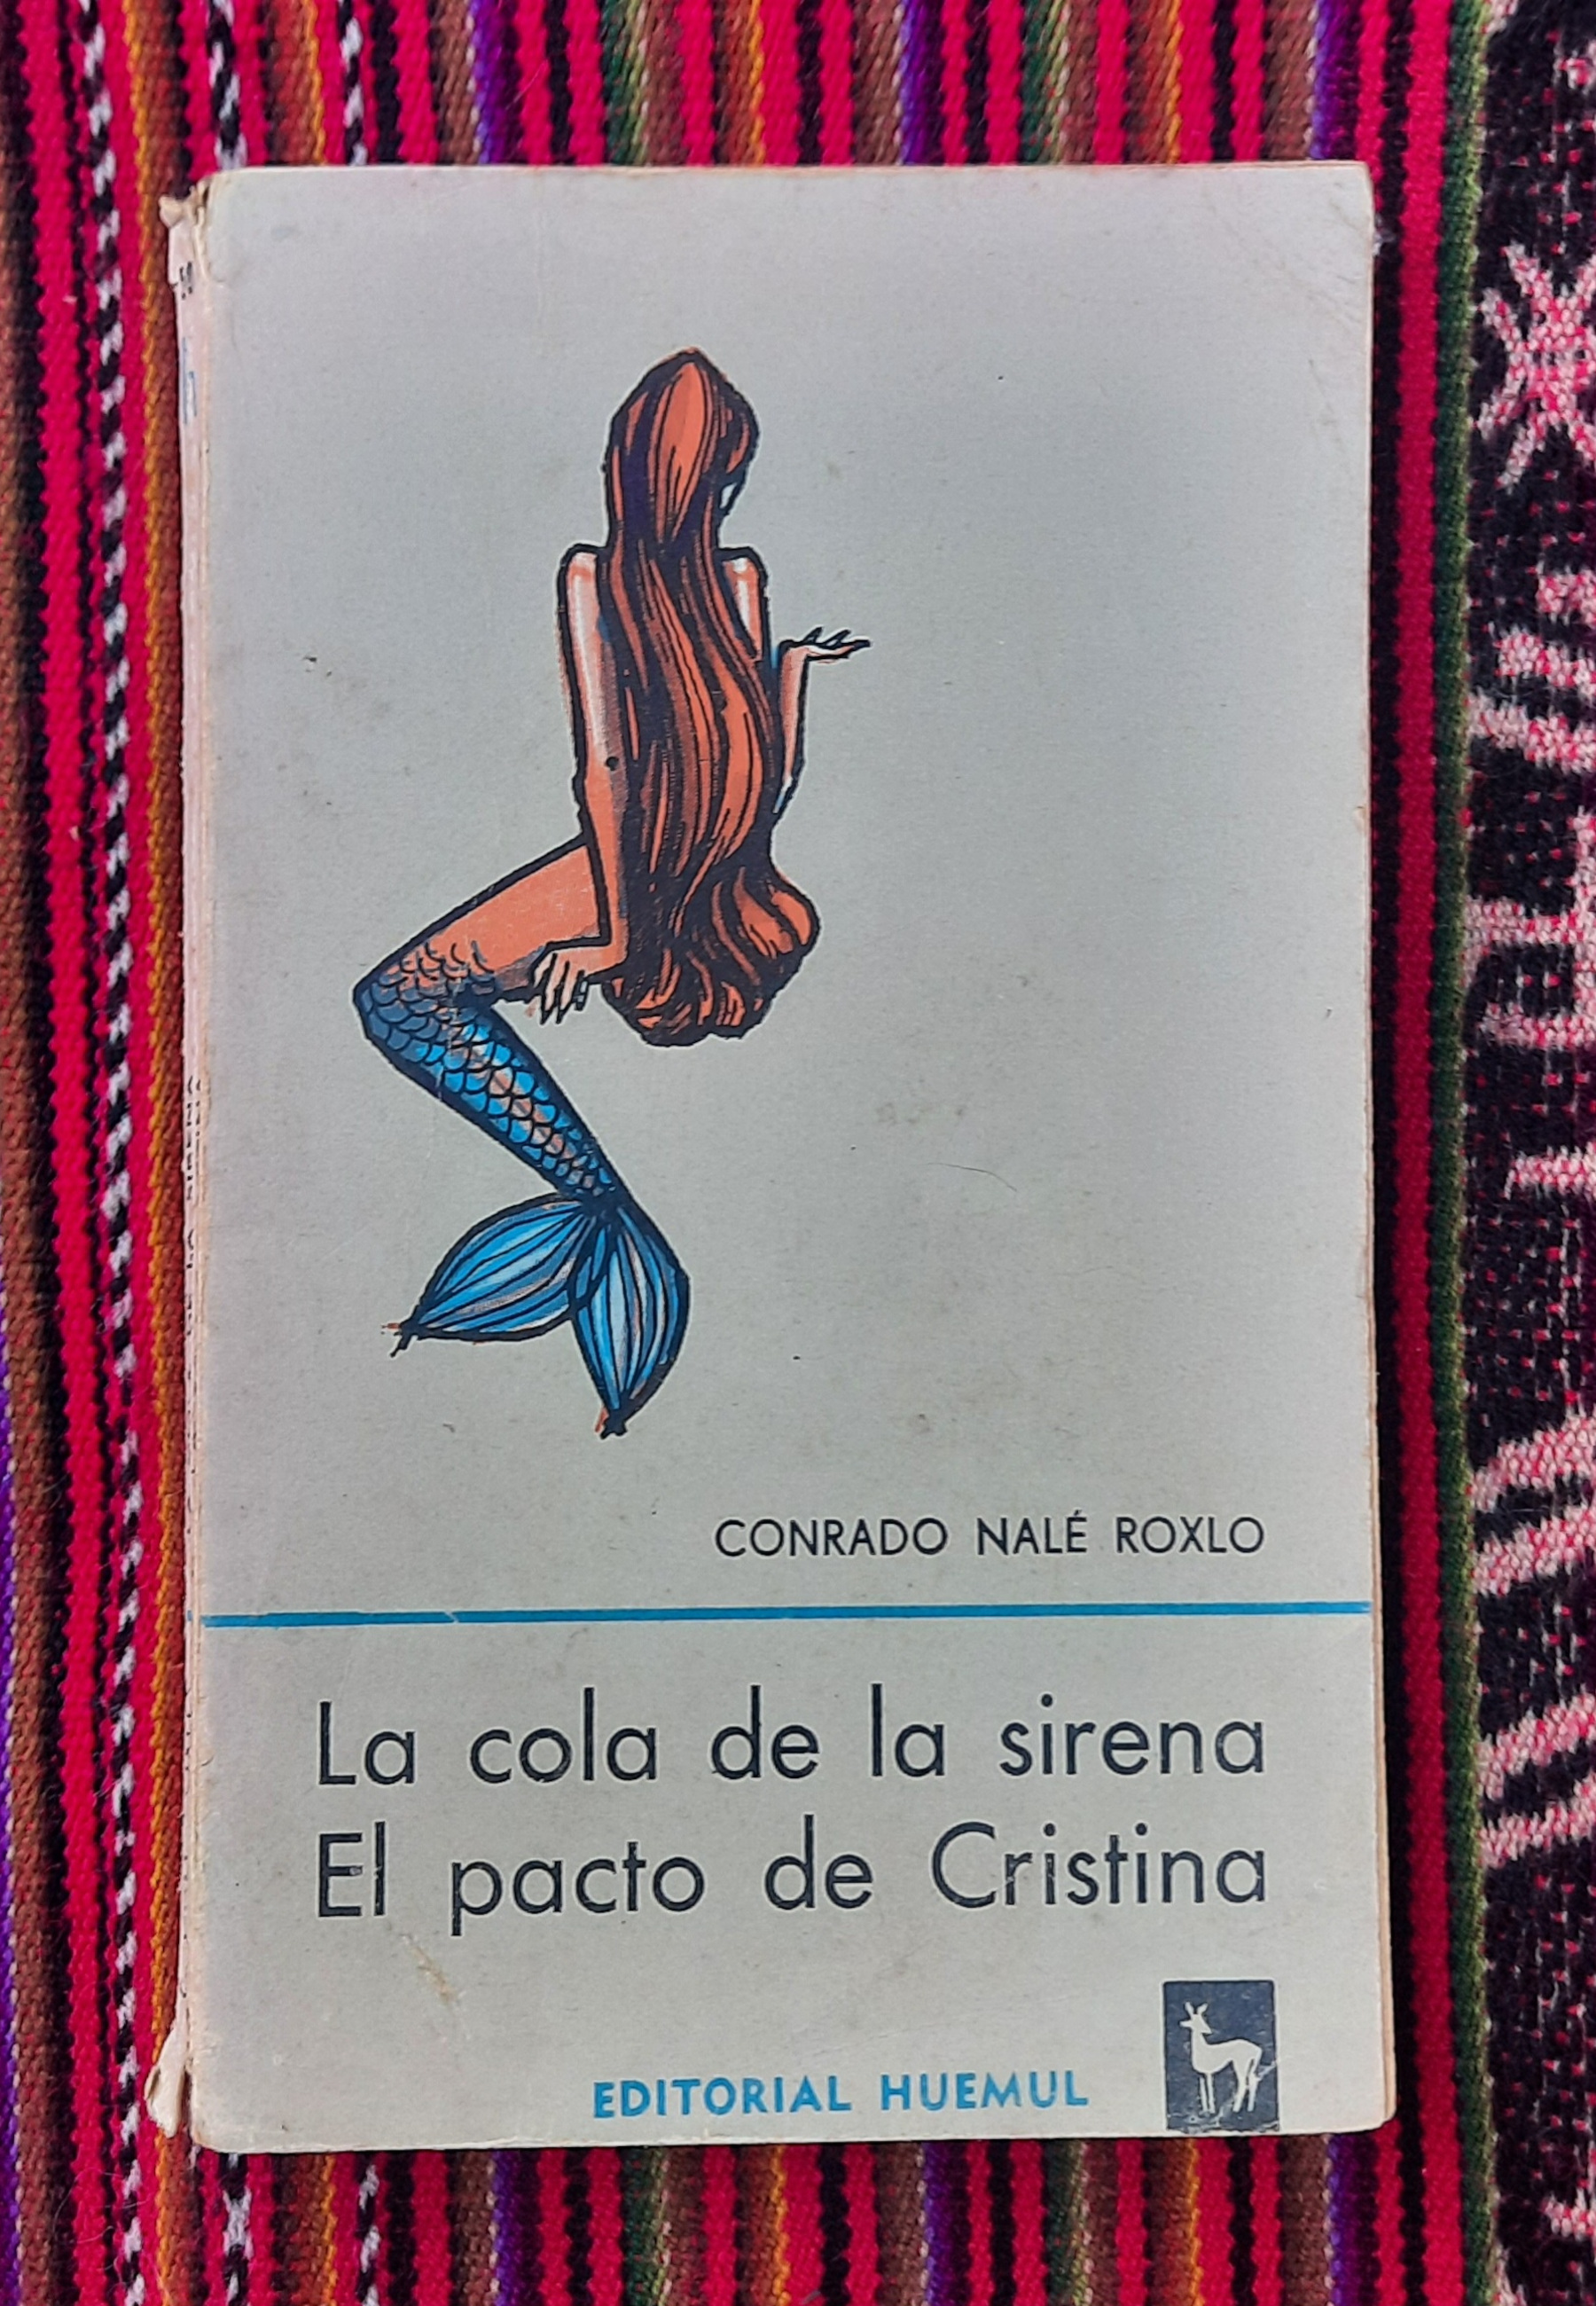 CONRADO NALÉ ROXLO
La cola de la sirena
El pacto de Cristina
EDITORIAL HUEMUL